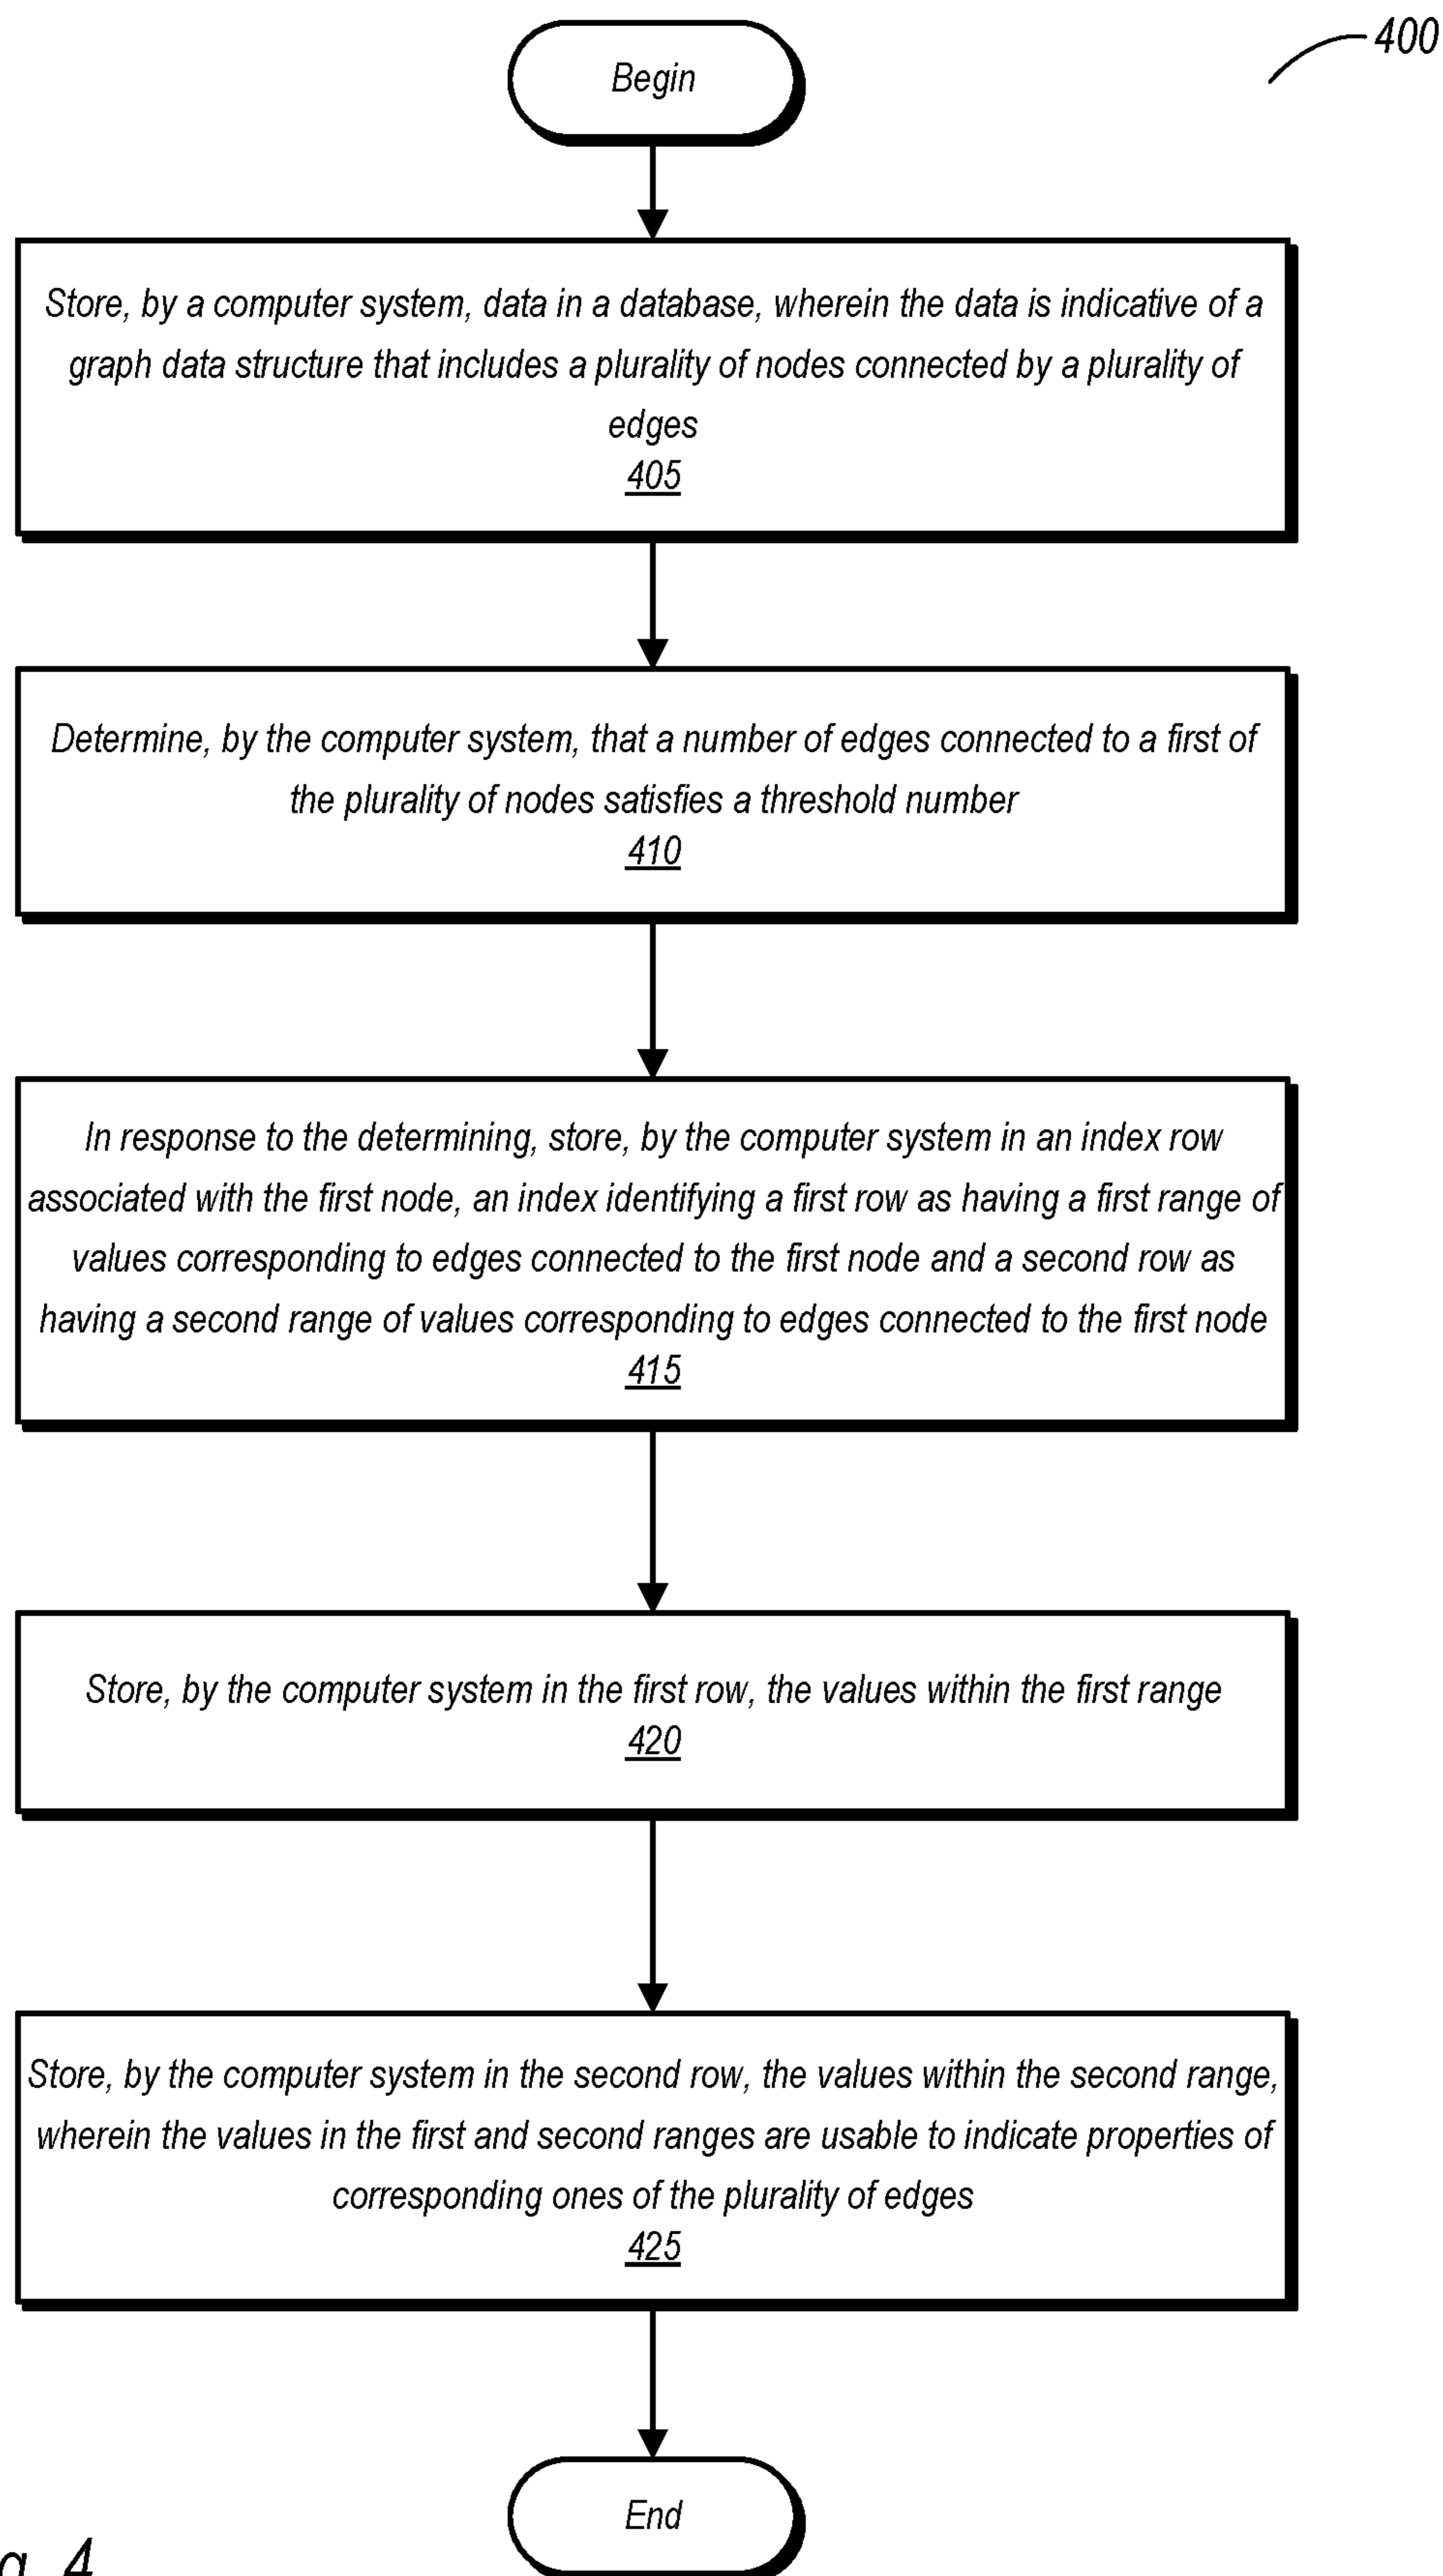 400
Begin
Store, by a computer system, data in a database, wherein the data is indicative of a
graph data structure that includes a plurality of nodes connected by a plurality of
edges
405
Determine, by the computer system, that a number of edges connected to a first of
the plurality of nodes satisfies a threshold number
410
In response to the determining, store, by the computer system in an index row
associated with the first node, an index identifying a first row as having a first range of
values corresponding to edges connected to the first node and a second row as
having a second range of values corresponding to edges connected to the first node
415
Store, by the computer system in the first row, the values within the first range
420
Store, by the computer system in the second row, the values within the second range,
wherein the values in the first and second ranges are usable to indicate properties of
corresponding ones of the plurality of edges
425
End
4